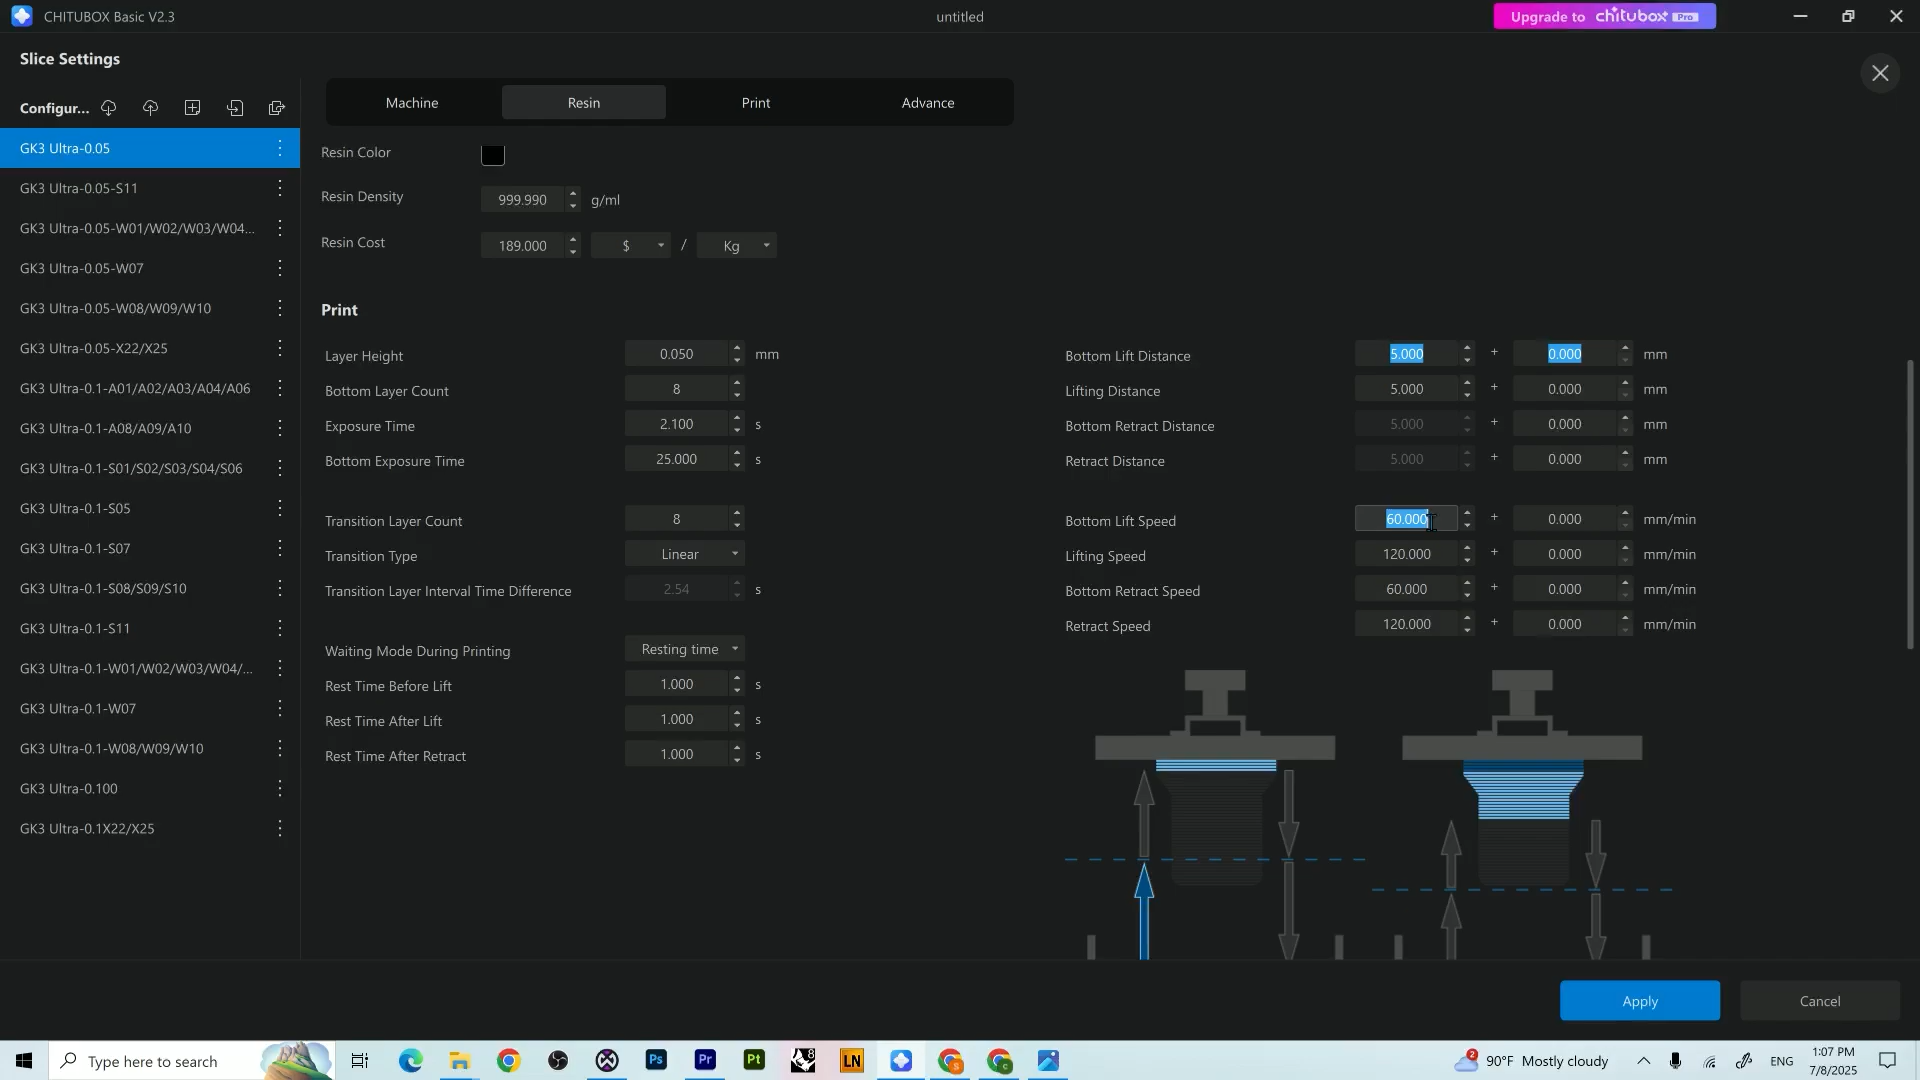 CHITUBOX Basic V2.3
untitled
Upgrade to chitubox Pro
Slice Settings
Configur...
Machine
Resin
Print
Advance
GK3 Ultra-0.05
GK3 Ultra-0.05-S11
GK3 Ultra-0.05-W01/W02/W03/W04...
GK3 Ultra-0.05-W07
GK3 Ultra-0.05-W08/W09/W10
GK3 Ultra-0.05-X22/X25
GK3 Ultra-0.1-A01/A02/A03/A04/A06
GK3 Ultra-0.1-A08/A09/A10
GK3 Ultra-0.1-S01/S02/S03/S04/S06
GK3 Ultra-0.1-S05
GK3 Ultra-0.1-S07
GK3 Ultra-0.1-S08/S09/S10
GK3 Ultra-0.1-S11
GK3 Ultra-0.1-W01/W02/W03/W04/...
GK3 Ultra-0.1-W07
GK3 Ultra-0.1-W08/W09/W10
GK3 Ultra-0.100
GK3 Ultra-0.1X22/X25
Resin Color
Resin Density 999.990 g/ml
Resin Cost 189.000 $ / Kg
Print
Layer Height 0.050 mm
Bottom Layer Count 8
Exposure Time 2.100 s
Bottom Exposure Time 25.000 s
Transition Layer Count 8
Transition Type Linear
Transition Layer Interval Time Difference 2.54 s
Waiting Mode During Printing Resting time
Rest Time Before Lift 1.000 s
Rest Time After Lift 1.000 s
Rest Time After Retract 1.000 s
Bottom Lift Distance 5.000 + 0.000 mm
Lifting Distance 5.000 + 0.000 mm
Bottom Retract Distance 5.000 + 0.000 mm
Retract Distance 5.000 + 0.000 mm
Bottom Lift Speed 60.000 + 0.000 mm/min
Lifting Speed 120.000 + 0.000 mm/min
Bottom Retract Speed 60.000 + 0.000 mm/min
Retract Speed 120.000 + 0.000 mm/min
Apply
Cancel
Type here to search
Ps
Pr
Pt
8
LN
S
C
2
90°F Mostly cloudy
ENG
1:07 PM
7/8/2025